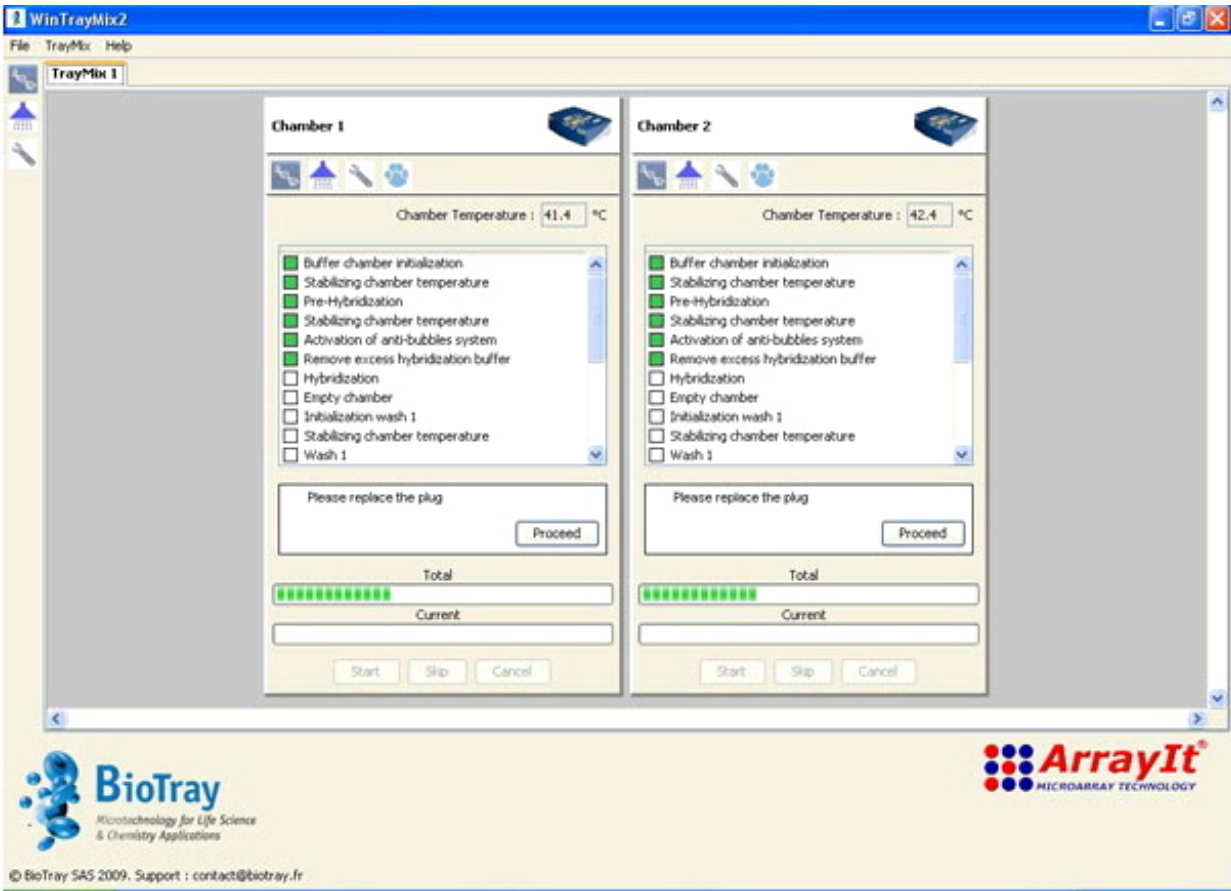 WinTrayMix2
File TrayMix Help
TrayMix 1
Chamber 1
Chamber Temperature : 41.4 °C
Buffer chamber initialization
Stabilizing chamber temperature
Pre-Hybridization
Stabilizing chamber temperature
Activation of anti-bubbles system
Remove excess hybridization buffer
Hybridization
Empty chamber
Initialization wash 1
Stabilizing chamber temperature
Wash 1
Please replace the plug
Proceed
Total
Current
Start Skip Cancel
Chamber 2
Chamber Temperature : 42.4 °C
Buffer chamber initialization
Stabilizing chamber temperature
Pre-Hybridization
Stabilizing chamber temperature
Activation of anti-bubbles system
Remove excess hybridization buffer
Hybridization
Empty chamber
Initialization wash 1
Stabilizing chamber temperature
Wash 1
Please replace the plug
Proceed
Total
Current
Start Skip Cancel
BioTray
Microtechnology for Life Science
& Chemistry Applications
ArrayIt®
MICROARRAY TECHNOLOGY
© BioTray SAS 2009. Support : contact@biotray.fr